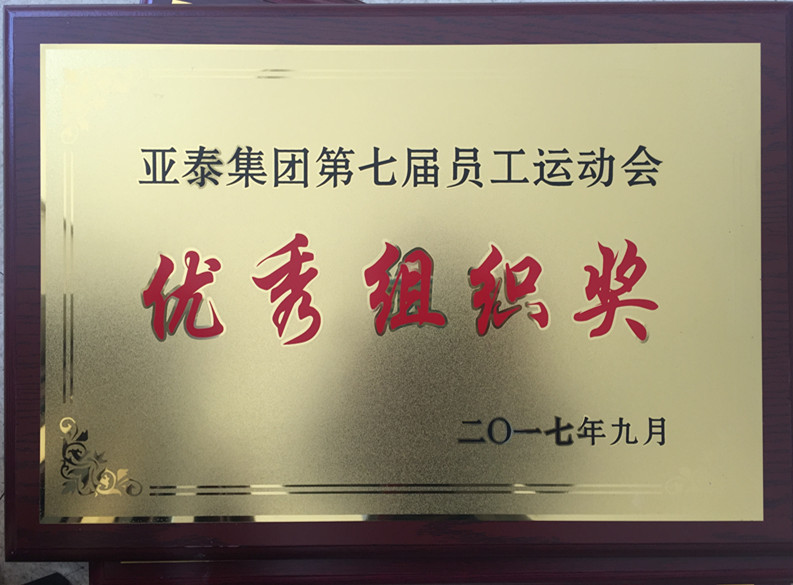 亚泰集团第七届员工运动会
优秀组织奖
二〇一七年九月